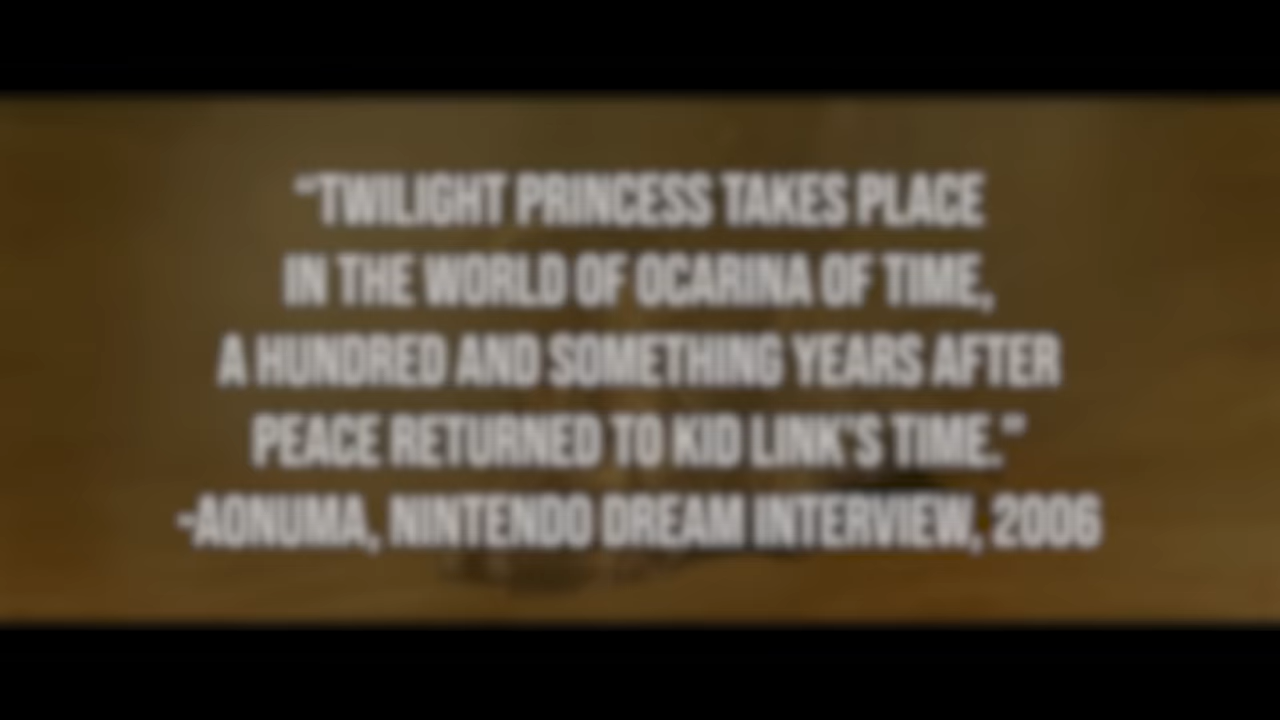 “TWILIGHT PRINCESS TAKES PLACE
IN THE WORLD OF OCARINA OF TIME,
A HUNDRED AND SOMETHING YEARS AFTER
PEACE RETURNED TO KID LINK'S TIME.”
-AONUMA, NINTENDO DREAM INTERVIEW, 2006